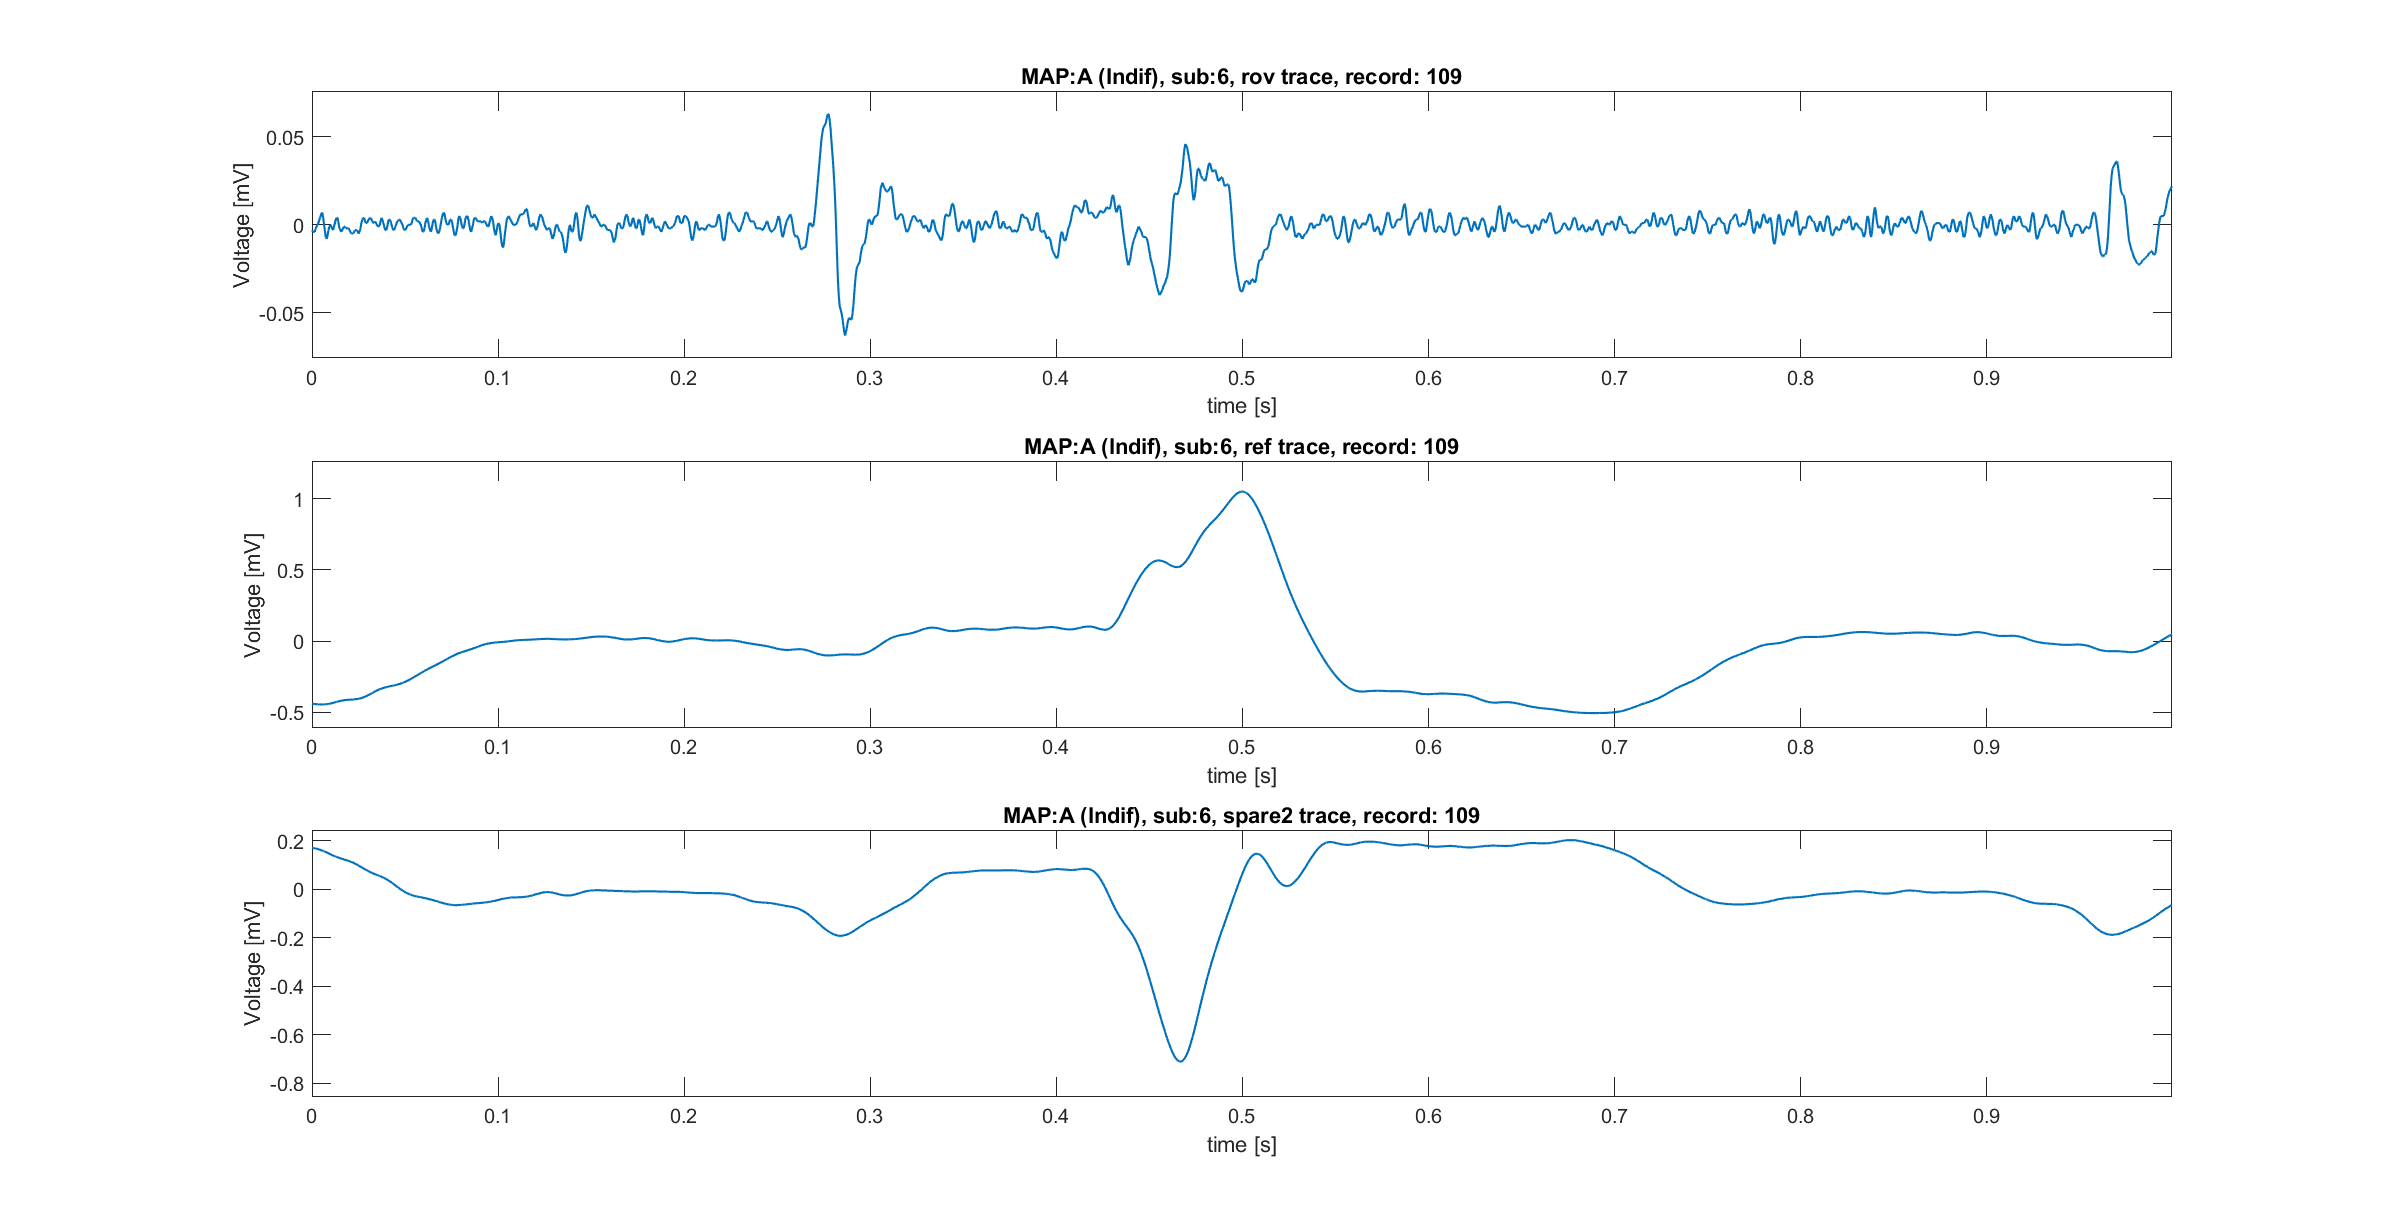 MAP:A (Indif), sub:6, rov trace, record: 109
Voltage [mV]
0.05
0
-0.05
0 0.1 0.2 0.3 0.4 0.5 0.6 0.7 0.8 0.9
time [s]
MAP:A (Indif), sub:6, ref trace, record: 109
Voltage [mV]
1
0.5
0
-0.5
0 0.1 0.2 0.3 0.4 0.5 0.6 0.7 0.8 0.9
time [s]
MAP:A (Indif), sub:6, spare2 trace, record: 109
Voltage [mV]
0.2
0
-0.2
-0.4
-0.6
-0.8
0 0.1 0.2 0.3 0.4 0.5 0.6 0.7 0.8 0.9
time [s]